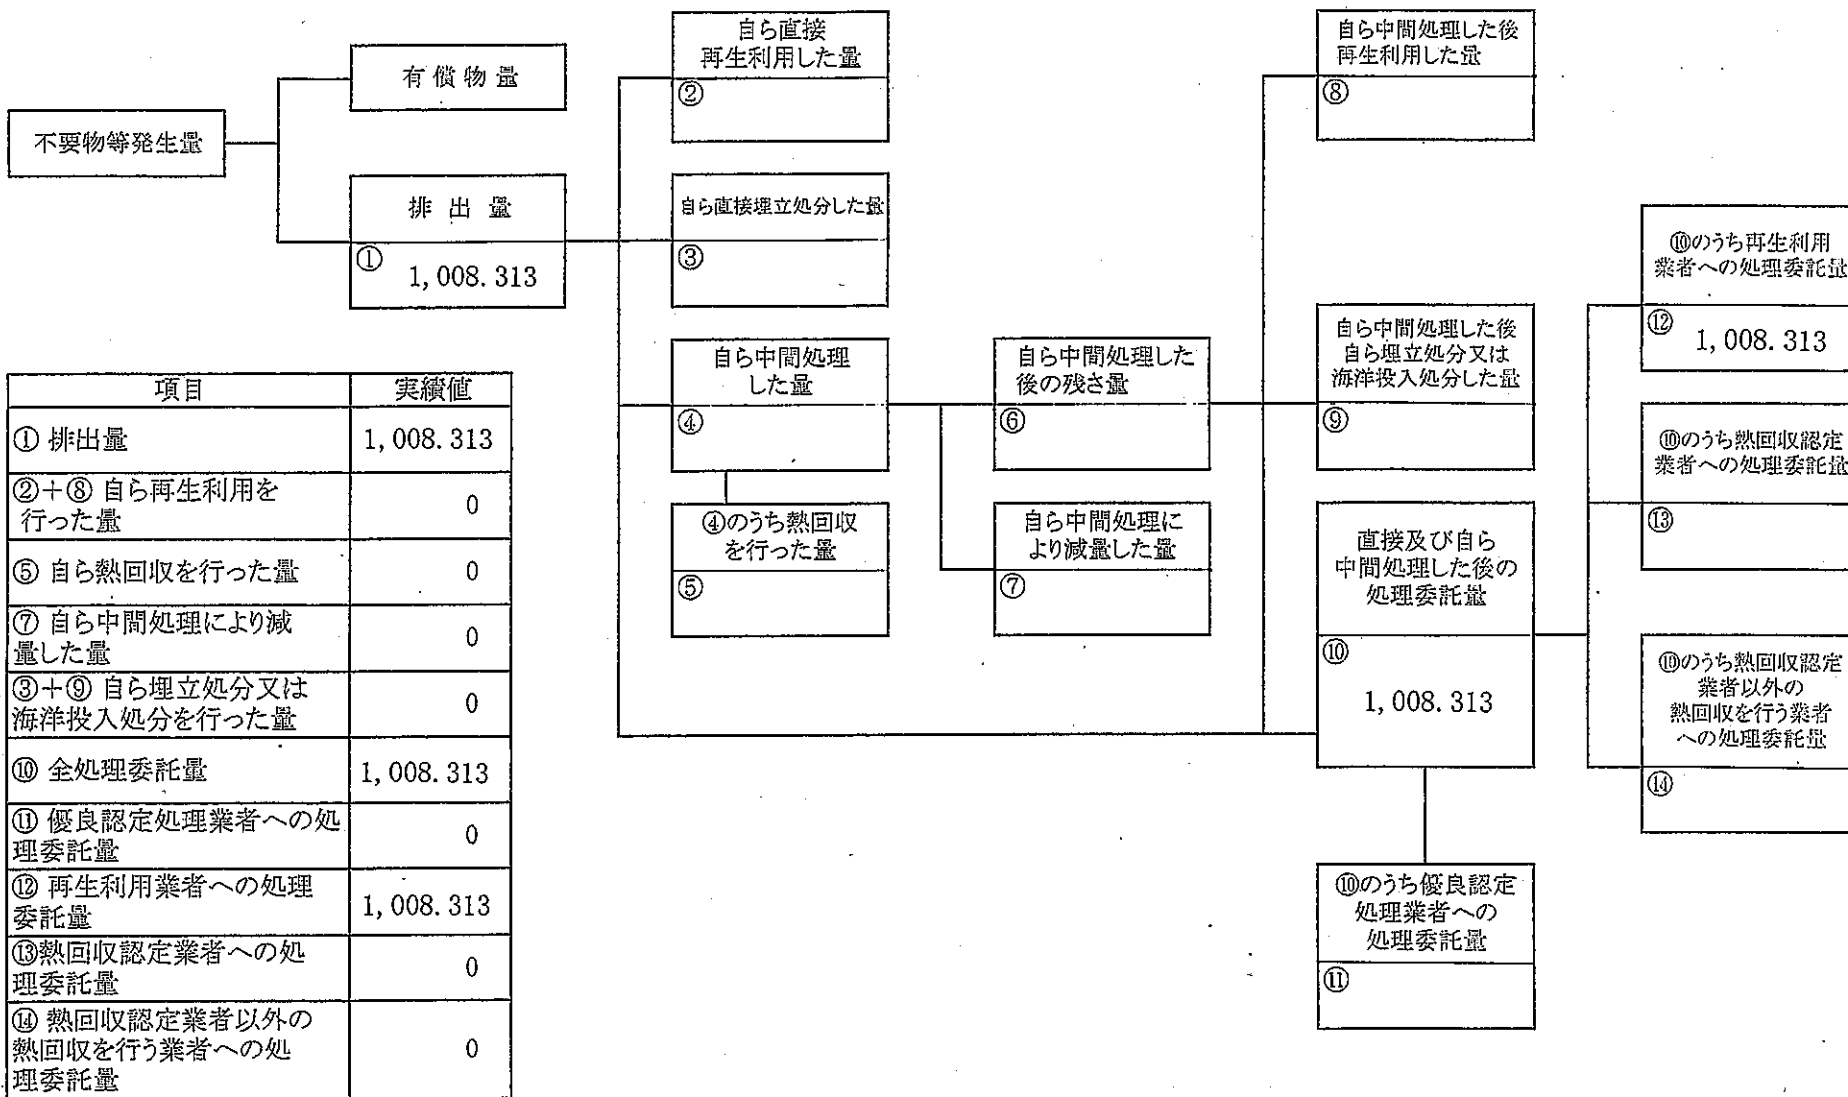 不要物等発生量
有償物量
排出量
①
1,008.313
自ら直接
再生利用した量
②
自ら直接埋立処分した量
③
自ら中間処理
した量
④
④のうち熱回収
を行った量
⑤
自ら中間処理した
後の残さ量
⑥
自ら中間処理に
より減量した量
⑦
自ら中間処理した後
再生利用した量
⑧
自ら中間処理した後
自ら埋立処分又は
海洋投入処分した量
⑨
直接及び自ら
中間処理した後の
処理委託量
⑩
1,008.313
⑩のうち優良認定
処理業者への
処理委託量
⑪
⑩のうち再生利用
業者への処理委託量
⑫
1,008.313
⑩のうち熱回収認定
業者への処理委託量
⑬
⑩のうち熱回収認定
業者以外の
熱回収を行う業者
への処理委託量
⑭
項目 実績値
① 排出量 1,008.313
②+⑧ 自ら再生利用を
行った量 0
⑤ 自ら熱回収を行った量 0
⑦ 自ら中間処理により減
量した量 0
③+⑨ 自ら埋立処分又は
海洋投入処分を行った量 0
⑩ 全処理委託量 1,008.313
⑪ 優良認定処理業者への処
理委託量 0
⑫ 再生利用業者への処理
委託量 1,008.313
⑬熱回収認定業者への処
理委託量 0
⑭ 熱回収認定業者以外の
熱回収を行う業者への処
理委託量 0